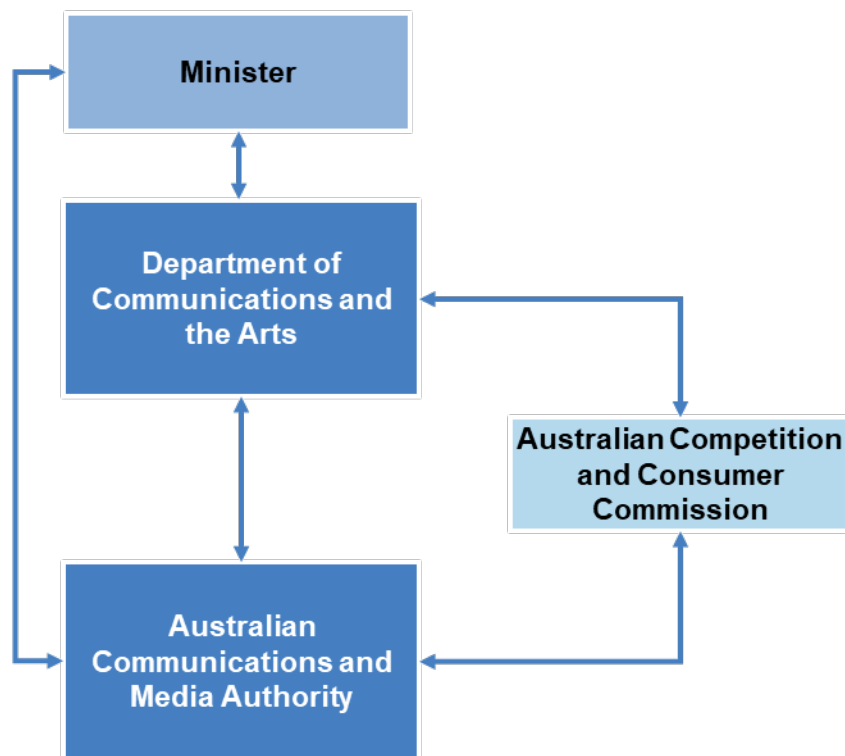 Minister
Department of
Communications and
the Arts
Australian Competition
and Consumer
Commission
Australian
Communications and
Media Authority